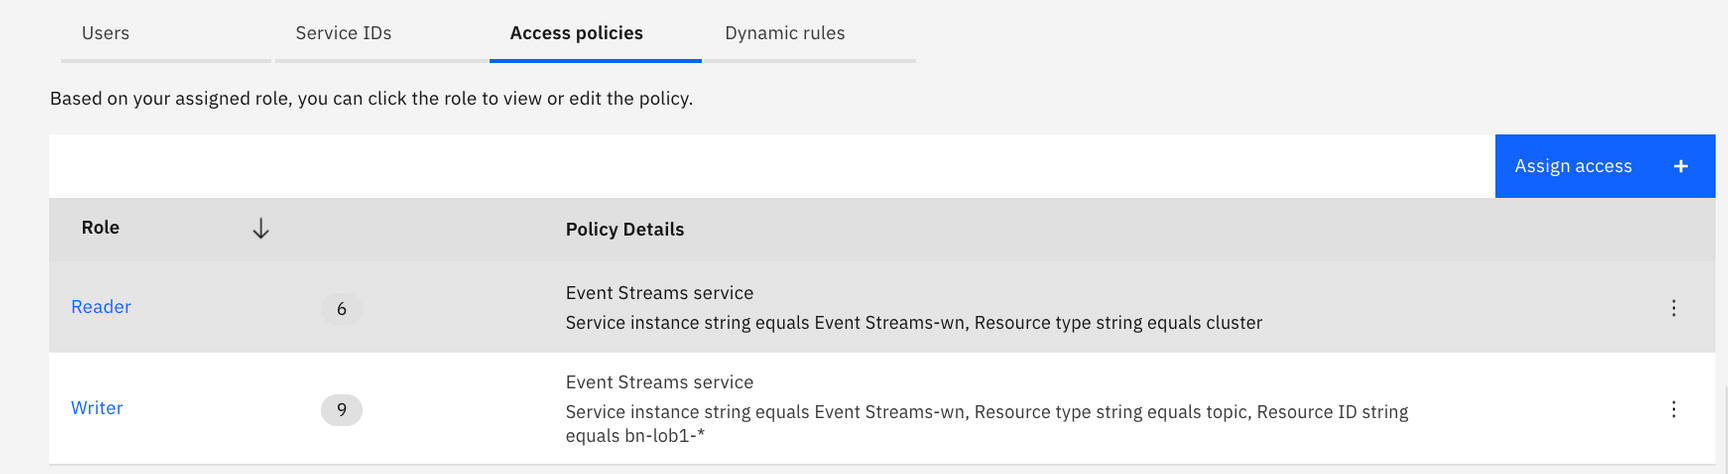 Users Service IDs Access policies Dynamic rules
Based on your assigned role, you can click the role to view or edit the policy.
Assign access +
Role Policy Details
Reader 6
Event Streams service
Service instance string equals Event Streams-wn, Resource type string equals cluster
Writer 9
Event Streams service
Service instance string equals Event Streams-wn, Resource type string equals topic, Resource ID string
equals bn-lob1-*